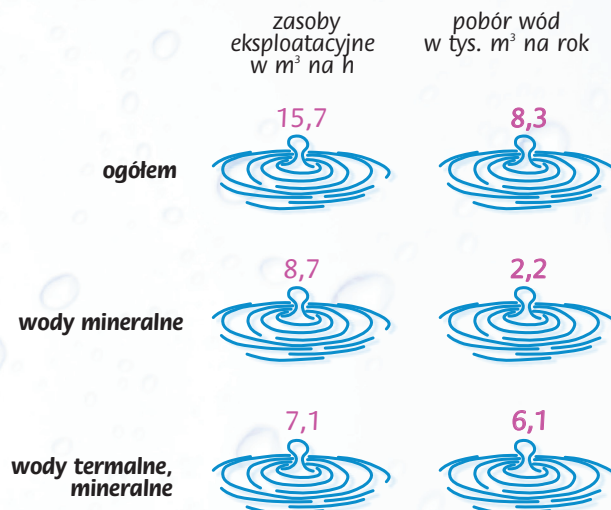 zasoby
eksploatacyjne
w m³ na h
pobór wód
w tys. m³ na rok
15,7
8,3
ogółem
8,7
2,2
wody mineralne
7,1
6,1
wody termalne,
mineralne